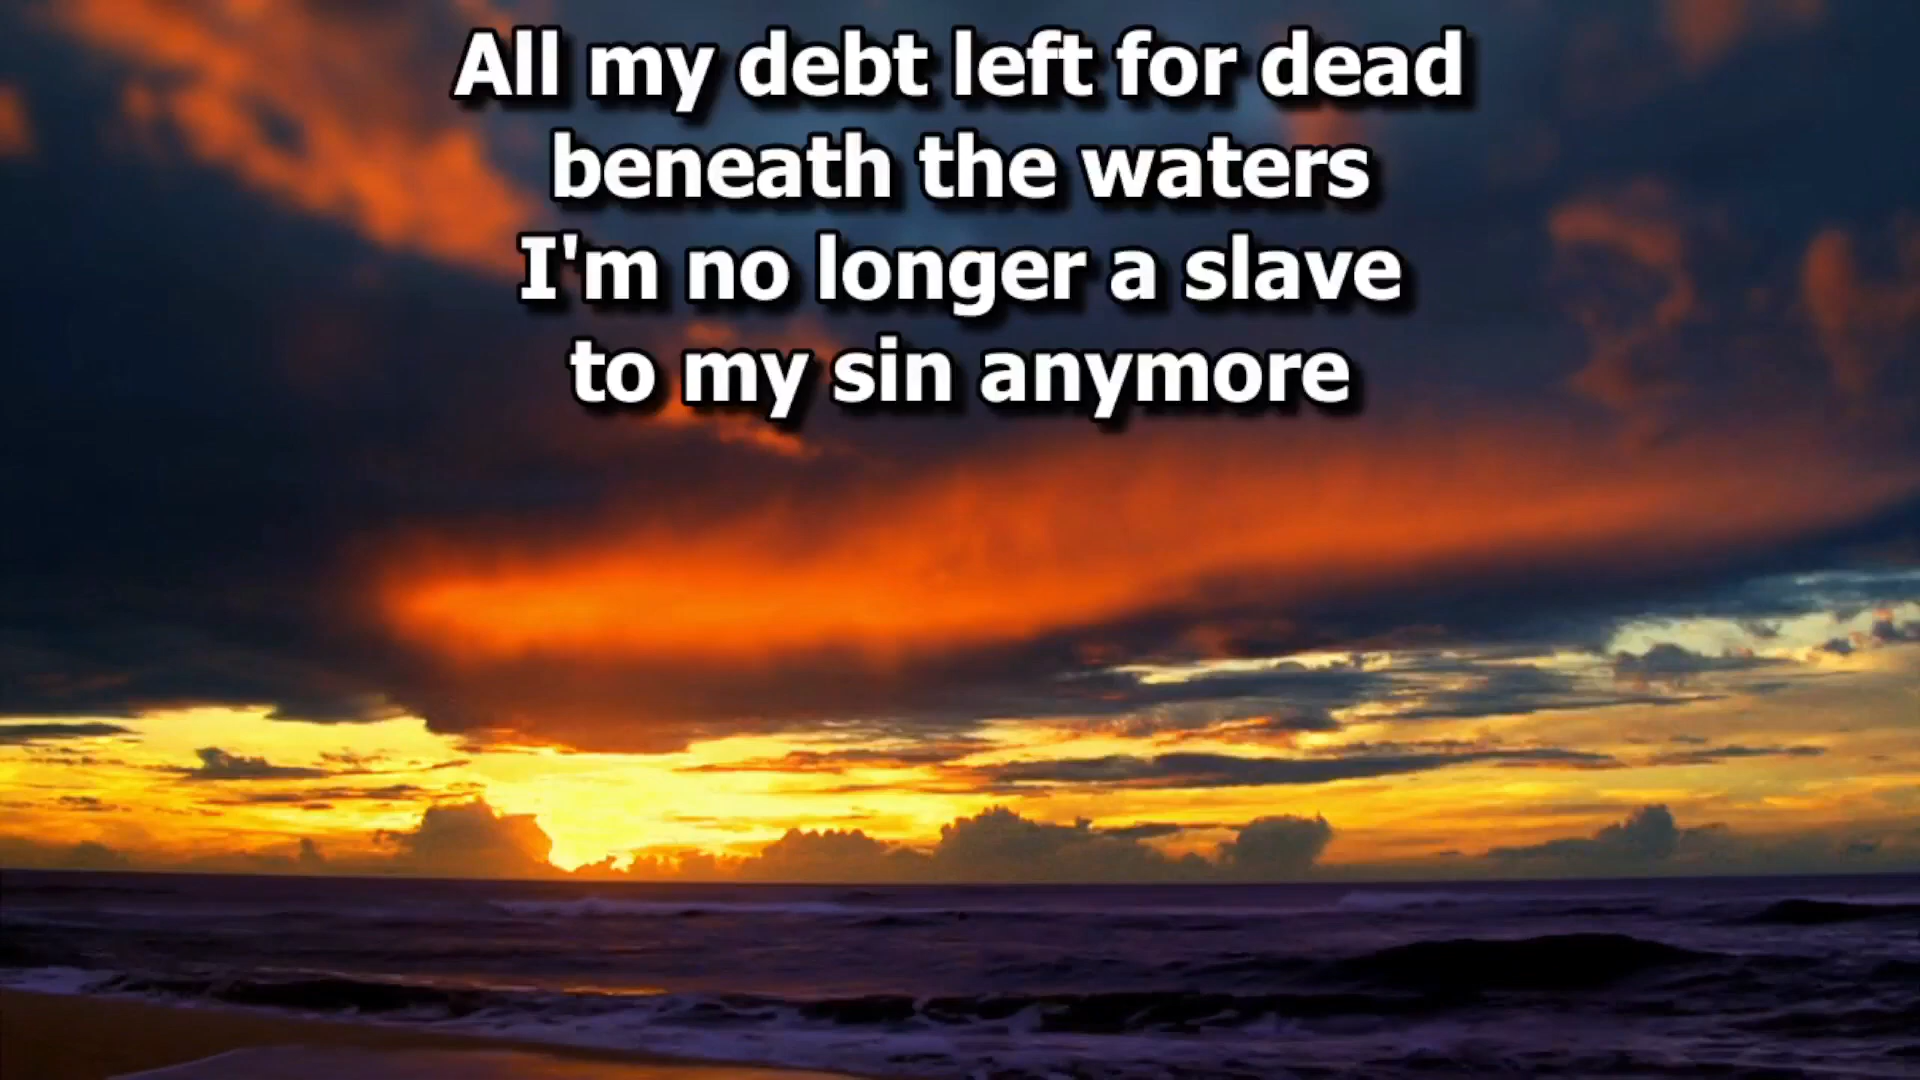 All my debt left for dead
beneath the waters
I'm no longer a slave
to my sin anymore